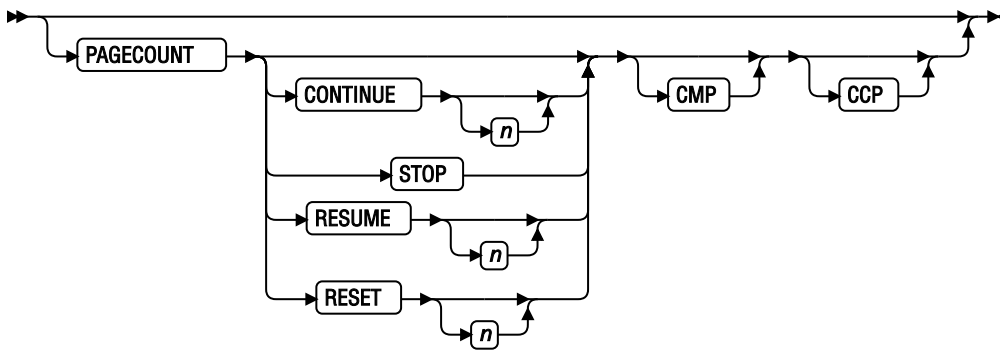 PAGECOUNT
CONTINUE
CMP
CCP
n
STOP
RESUME
n
RESET
n